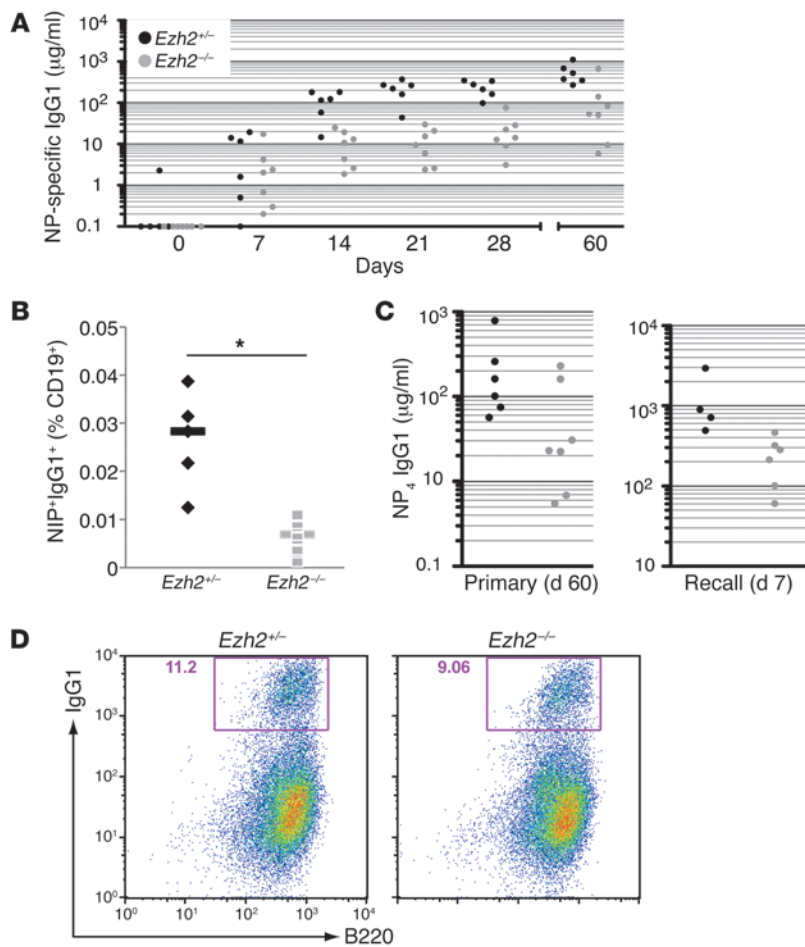 A
NP-specific IgG1 (μg/ml)
10⁴
10³
10²
10
1
0.1
Ezh2⁺/⁻
Ezh2⁻/⁻
0 7 14 21 28 60
Days
B
NIP⁺IgG1⁺ (% CD19⁺)
0.05
0.04
0.03
0.02
0.01
0
*
Ezh2⁺/⁻ Ezh2⁻/⁻
C
NP₄ IgG1 (μg/ml)
10³
10²
10
0.1
Primary (d 60)
10⁴
10³
10²
10
Recall (d 7)
D
Ezh2⁺/⁻ Ezh2⁻/⁻
IgG1
10⁴
10³
10²
10¹
10⁰
11.2
9.06
10⁰ 10¹ 10² 10³ 10⁴
B220